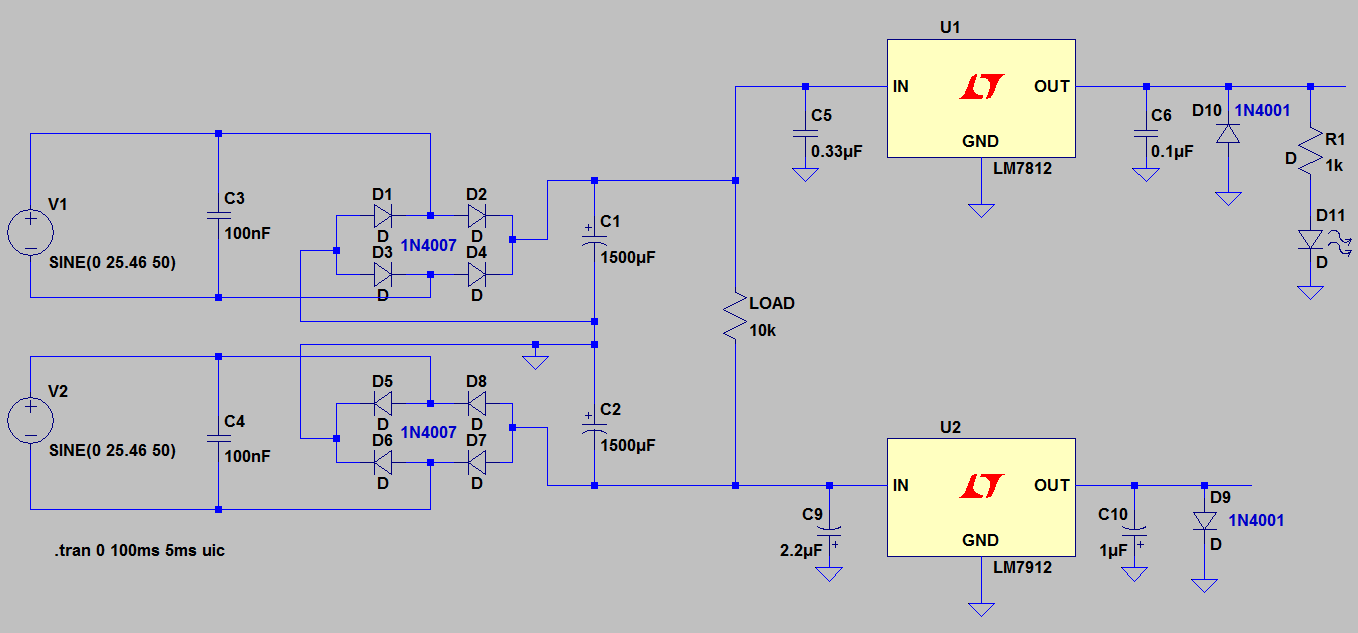 U1
IN
OUT
GND
LM7812
C5
0.33µF
C6
0.1µF
D10
1N4001
R1
D
1k
D11
D
V1
SINE(0 25.46 50)
C3
100nF
D1
D2
D
D
1N4007
D3
D4
D
D
C1
1500µF
LOAD
10k
V2
SINE(0 25.46 50)
C4
100nF
D5
D8
D
D
1N4007
D6
D7
D
D
C2
1500µF
U2
IN
OUT
GND
LM7912
C9
2.2µF
C10
1µF
D9
1N4001
D
.tran 0 100ms 5ms uic